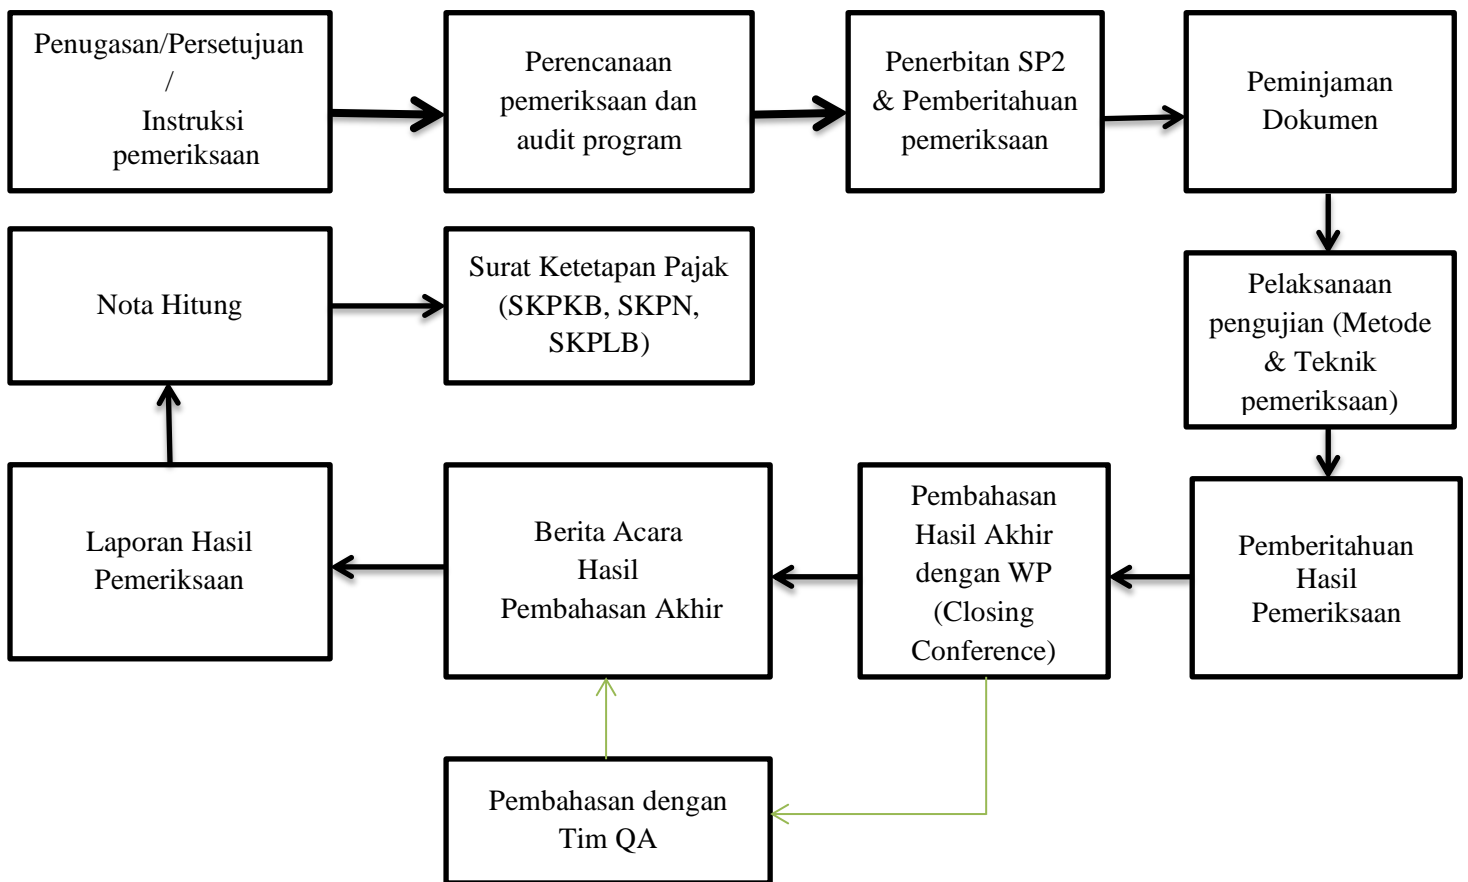 Penugasan/Persetujuan
/
Instruksi
pemeriksaan
Perencanaan
pemeriksaan dan
audit program
Penerbitan SP2
& Pemberitahuan
pemeriksaan
Peminjaman
Dokumen
Pelaksanaan
pengujian (Metode
& Teknik
pemeriksaan)
Pemberitahuan
Hasil
Pemeriksaan
Pembahasan
Hasil Akhir
dengan WP
(Closing
Conference)
Pembahasan dengan
Tim QA
Berita Acara
Hasil
Pembahasan Akhir
Laporan Hasil
Pemeriksaan
Nota Hitung
Surat Ketetapan Pajak
(SKPKB, SKPN,
SKPLB)